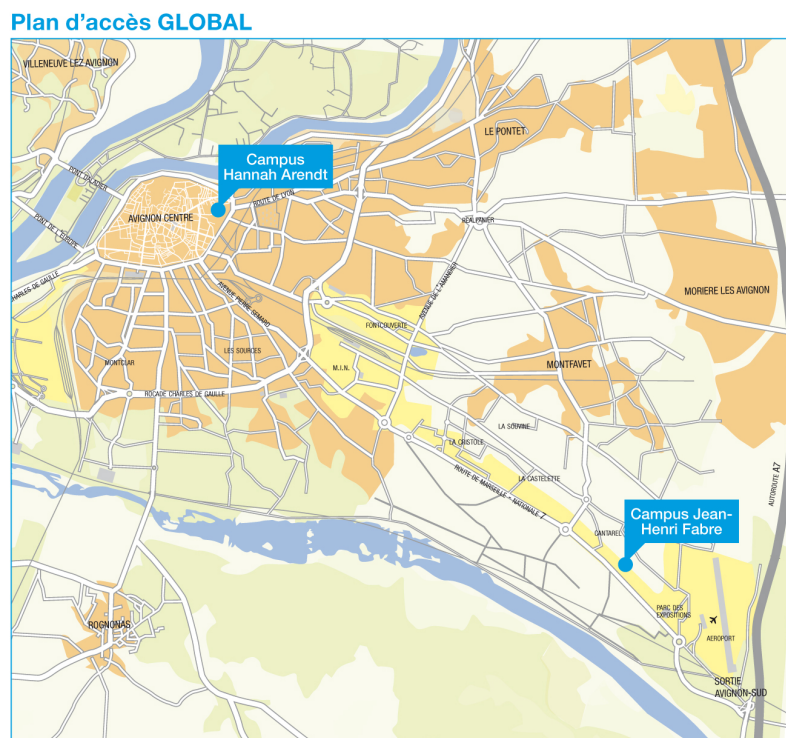 Plan d'accès GLOBAL
VILLENEUVE LEZ AVIGNON
LE PONTET
Campus
Hannah Arendt
PONT DALADIER
ROUTE DE LYON
AVIGNON CENTRE
RÉALPANIER
PONT DE L'EUROPE
CHARLES DE GAULLE
AVENUE PIERRE SEMARD
AVENUE DE L'AMANDIER
MORIERE LES AVIGNON
FONTCOUVERTE
LES SOURCES
MONTCLAR
M.I.N.
MONTFAVET
ROCADE CHARLES DE GAULLE
LA SOUVINE
LA CRISTOLE
LA CASTELETTE
ROUTE DE MARSEILLE - NATIONALE 7
AUTOROUTE A7
Campus Jean-
Henri Fabre
CANTAREL
PARC DES
EXPOSITIONS
ROGNONAS
AEROPORT
SORTIE
AVIGNON-SUD